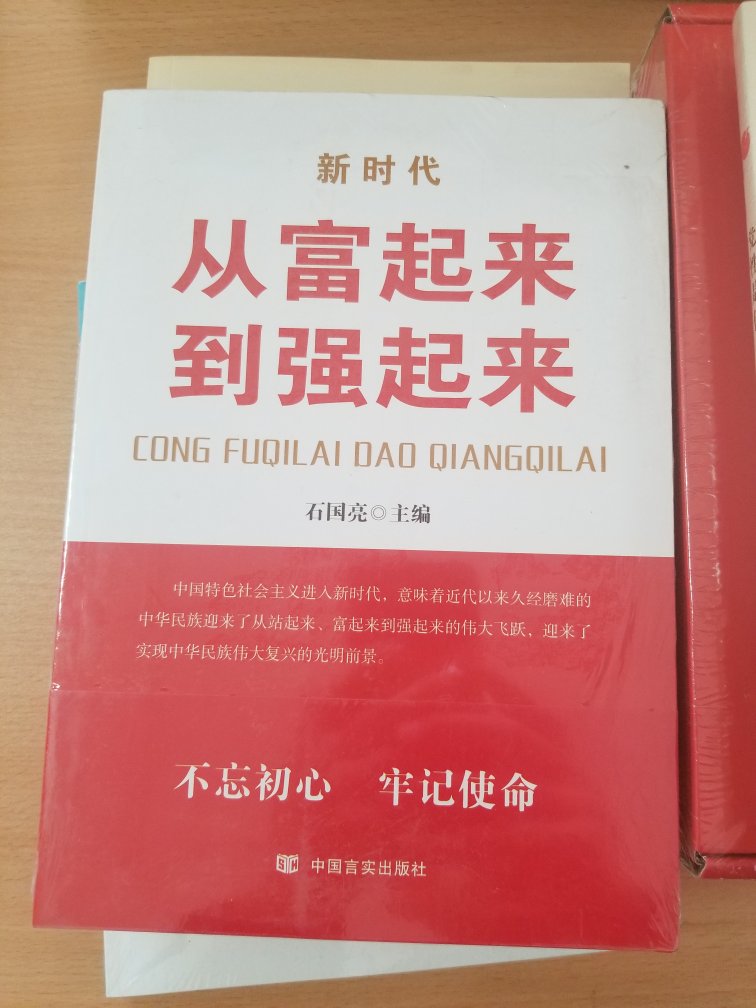 新时代
从富起来
到强起来
CONG FUQILAI DAO QIANGQILAI
石国亮◎主编
中国特色社会主义进入新时代，意味着近代以来久经磨难的
中华民族迎来了从站起来、富起来到强起来的伟大飞跃，迎来了
实现中华民族伟大复兴的光明前景。
不忘初心 牢记使命
中国言实出版社